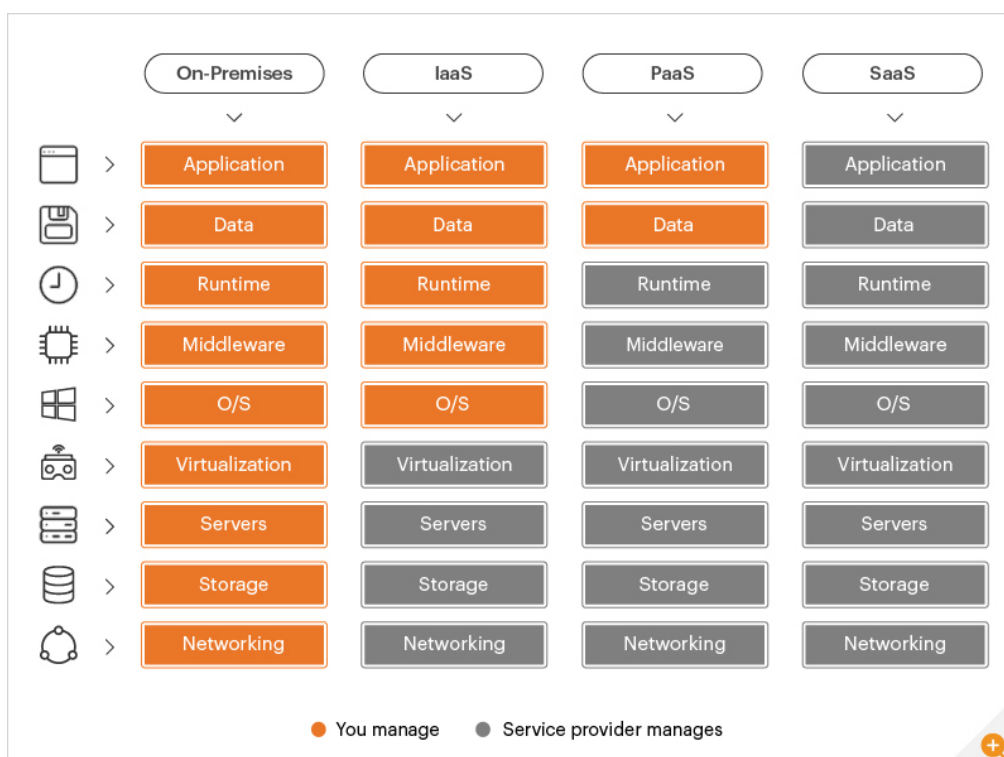 On-Premises IaaS PaaS SaaS
Application Application Application Application
Data Data Data Data
Runtime Runtime Runtime Runtime
Middleware Middleware Middleware Middleware
O/S O/S O/S O/S
Virtualization Virtualization Virtualization Virtualization
Servers Servers Servers Servers
Storage Storage Storage Storage
Networking Networking Networking Networking
You manage Service provider manages